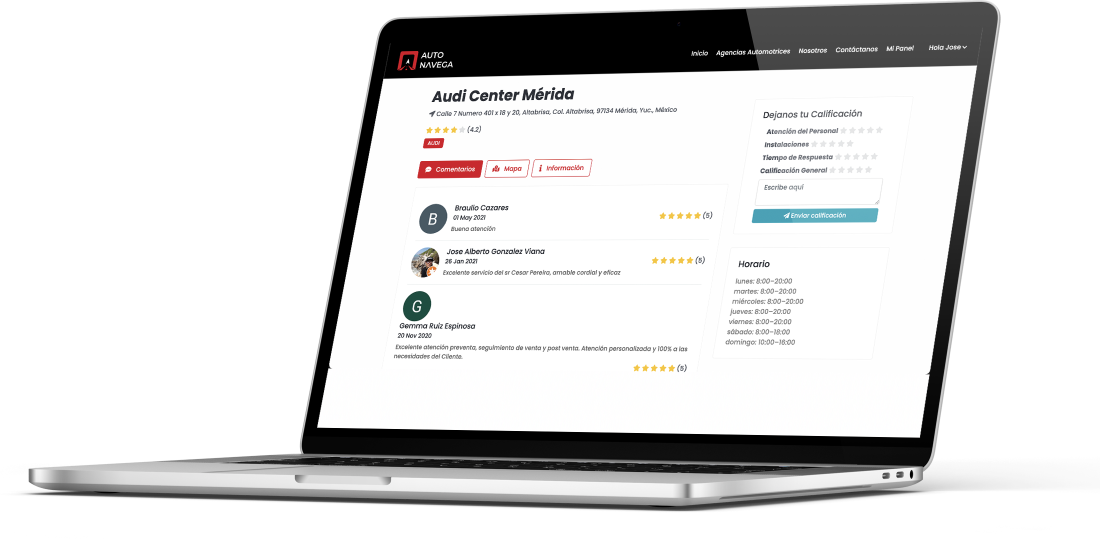 AUTO
NAVEGA
Inicio Agencias Automotrices Nosotros Contáctanos Mi Panel Hola Jose
Audi Center Mérida
Calle 7 Numero 401 x 18 y 20, Altabrisa, Col. Altabrisa, 97134 Mérida, Yuc., México
(4.2)
AUDI
Comentarios Mapa Información
B
Braulio Cazares
01 May 2021
Buena atención
(5)
Jose Alberto Gonzalez Viana
26 Jan 2021
Excelente servicio del sr Cesar Pereira, amable cordial y eficaz
(5)
G
Gemma Ruiz Espinosa
20 Nov 2020
Excelente atención preventa, seguimiento de venta y post venta. Atención personalizada y 100% a las
necesidades del Cliente.
(5)
Dejanos tu Calificación
Atención del Personal
Instalaciones
Tiempo de Respuesta
Calificación General
Escribe aquí
Enviar calificación
Horario
lunes: 8:00–20:00
martes: 8:00–20:00
miércoles: 8:00–20:00
jueves: 8:00–20:00
viernes: 8:00–20:00
sábado: 8:00–18:00
domingo: 10:00–16:00